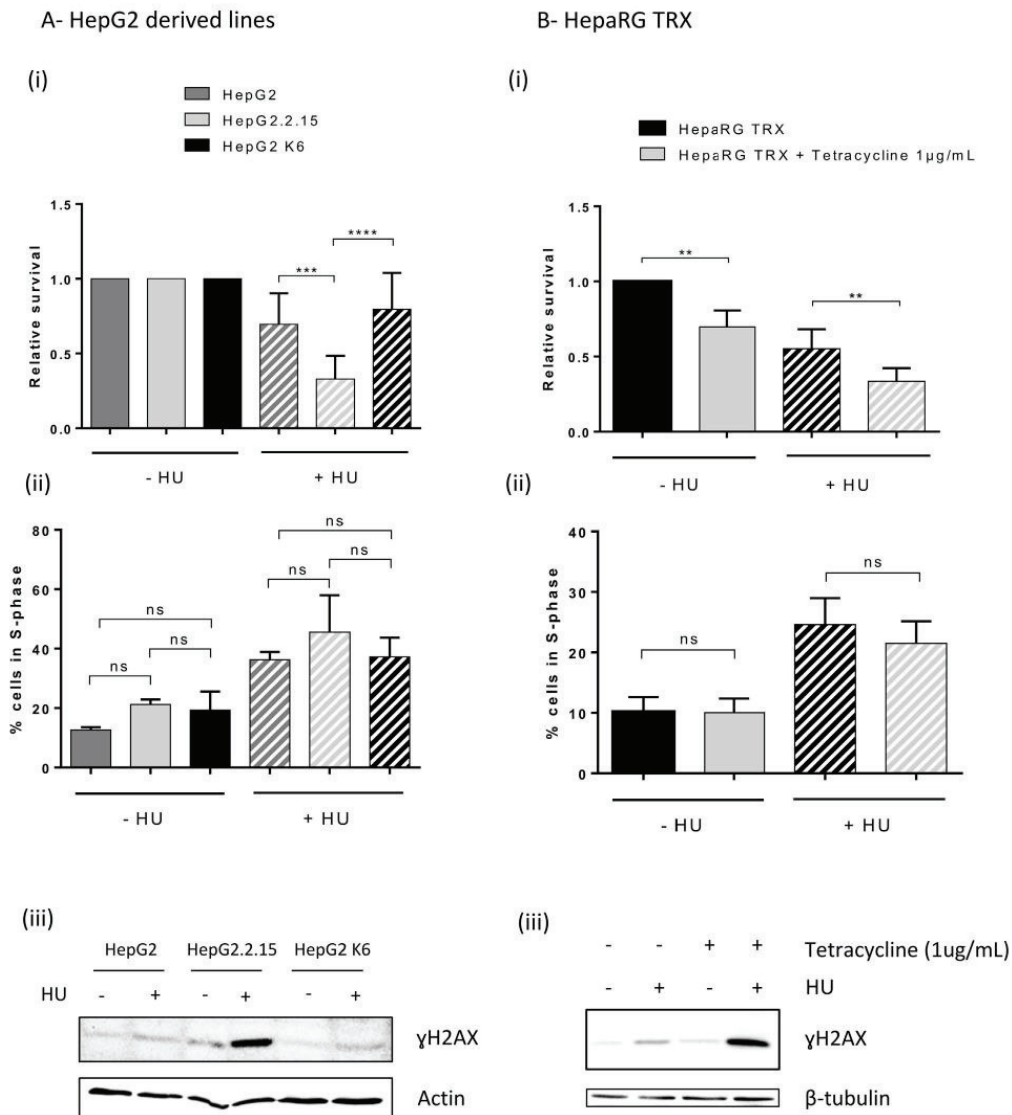 A- HepG2 derived lines
(i)
HepG2
HepG2.2.15
HepG2 K6
Relative survival
1.5
1.0
0.5
0.0
***
****
- HU
+ HU
(ii)
% cells in S-phase
80
60
40
20
0
ns
ns
ns
ns
ns
ns
- HU
+ HU
(iii)
HepG2
HepG2.2.15
HepG2 K6
HU - + - + - +
ɣH2AX
Actin
B- HepaRG TRX
(i)
HepaRG TRX
HepaRG TRX + Tetracycline 1µg/mL
Relative survival
1.5
1.0
0.5
0.0
**
**
- HU
+ HU
(ii)
% cells in S-phase
40
30
20
10
0
ns
ns
- HU
+ HU
(iii)
- - + + Tetracycline (1ug/mL)
- + - + HU
ɣH2AX
β-tubulin